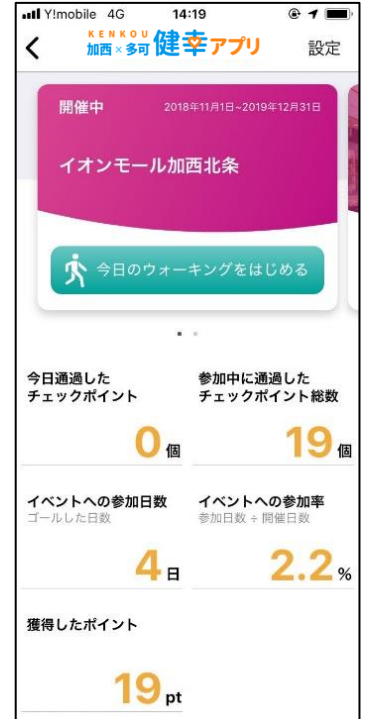 Y!mobile 4G 14:19
KENKOU
加西×多可 健幸アプリ 設定
開催中 2018年11月1日~2019年12月31日
イオンモール加西北条
今日のウォーキングをはじめる
今日通過した
チェックポイント
0個
参加中に通過した
チェックポイント総数
19個
イベントへの参加日数
ゴールした日数
4日
イベントへの参加率
参加日数÷開催日数
2.2%
獲得したポイント
19pt